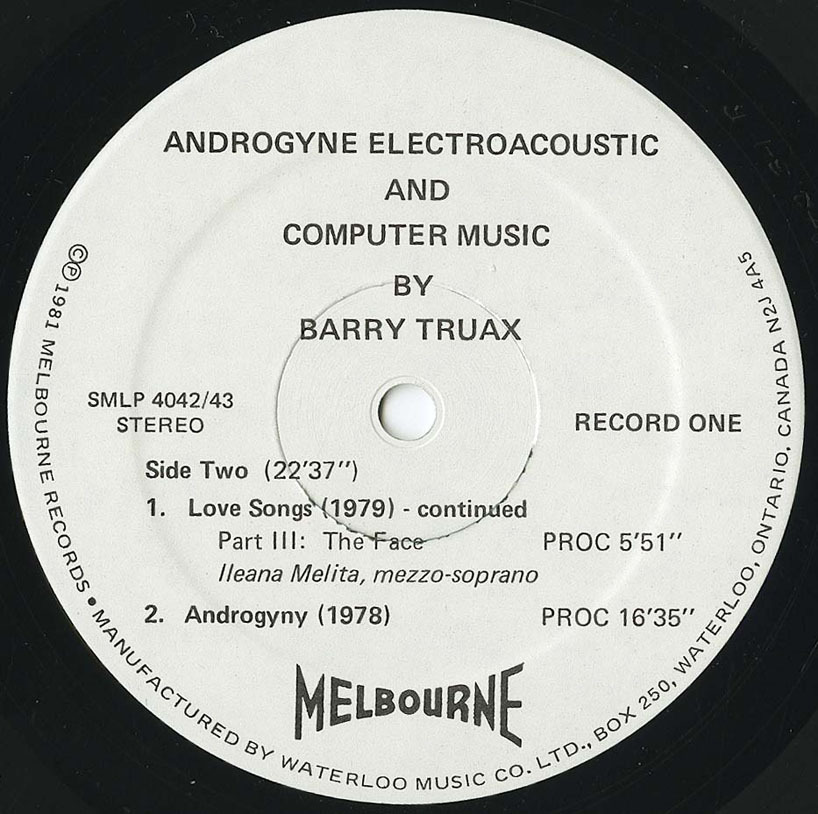 ANDROGYNE ELECTROACOUSTIC
AND
COMPUTER MUSIC
BY
BARRY TRUAX
SMLP 4042/43
STEREO
RECORD ONE
Side Two (22'37")
1. Love Songs (1979) - continued
Part III: The Face PROC 5'51"
Ileana Melita, mezzo-soprano
2. Androgyny (1978) PROC 16'35"
MELBOURNE
©℗ 1981 MELBOURNE RECORDS • MANUFACTURED BY WATERLOO MUSIC CO. LTD., BOX 250, WATERLOO, ONTARIO, CANADA N2J 4A5